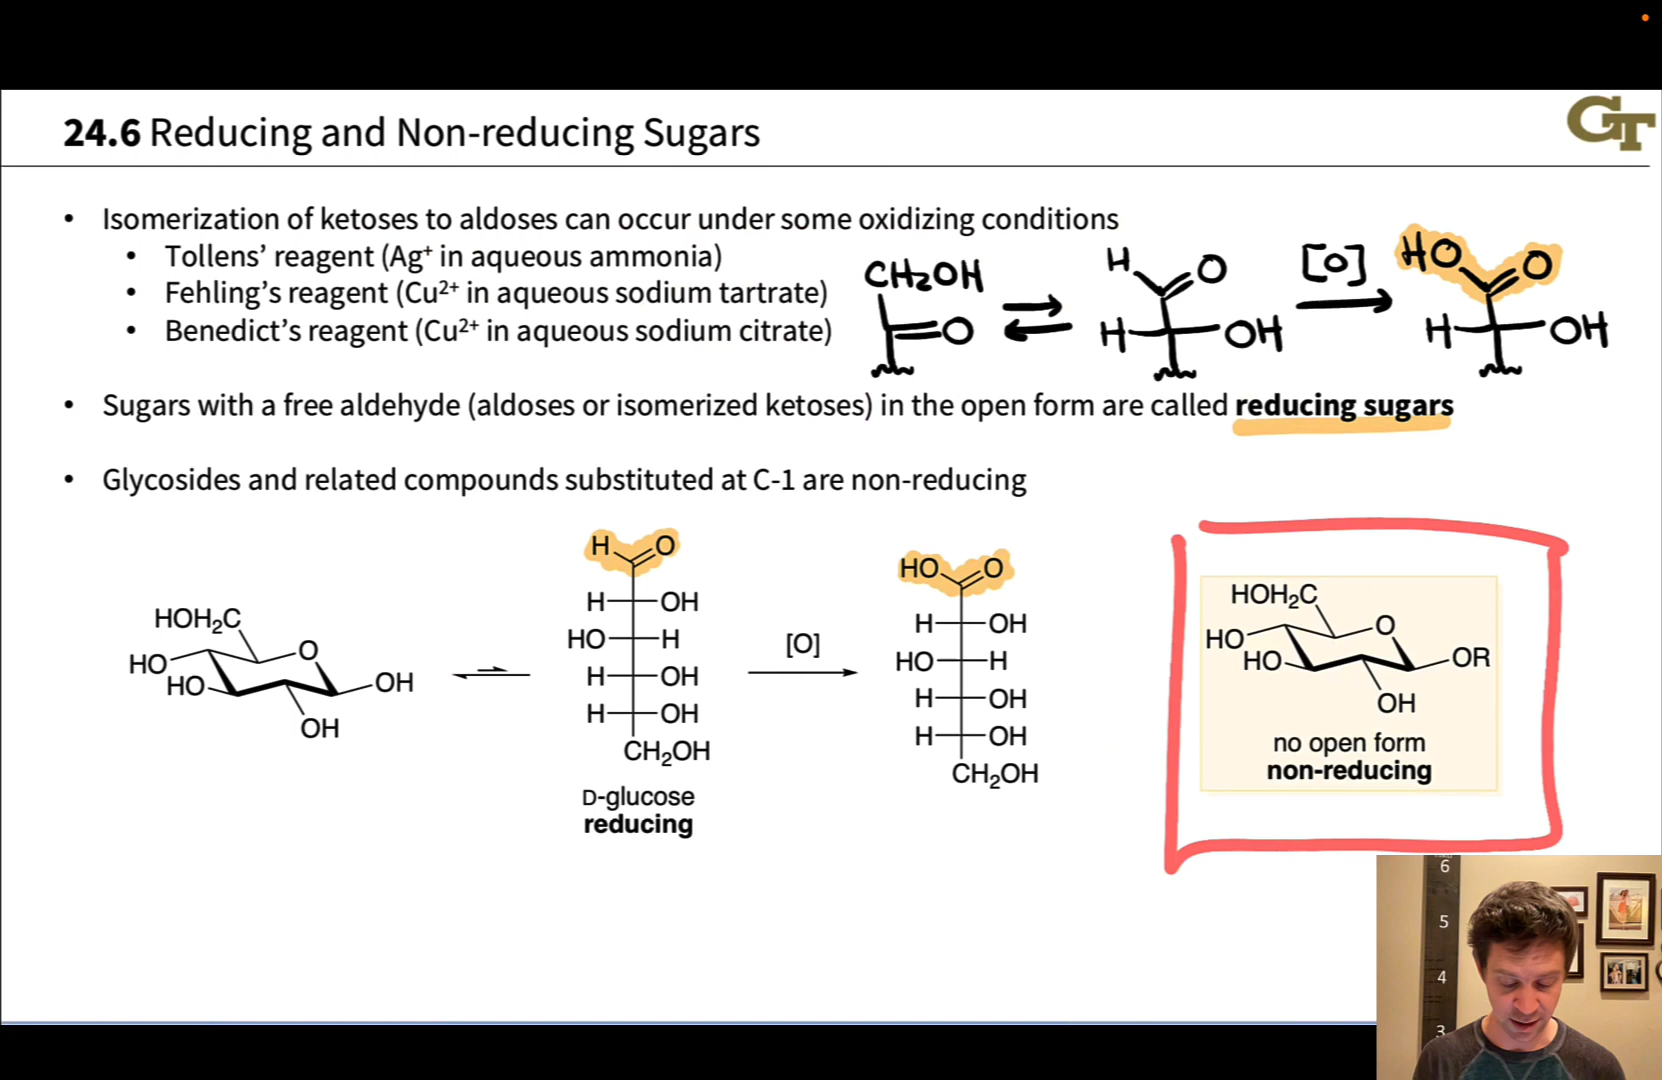 24.6 Reducing and Non-reducing Sugars
GT
• Isomerization of ketoses to aldoses can occur under some oxidizing conditions
• Tollens’ reagent (Ag⁺ in aqueous ammonia)
• Fehling’s reagent (Cu²⁺ in aqueous sodium tartrate)
• Benedict’s reagent (Cu²⁺ in aqueous sodium citrate)
CH₂OH
O
H O
H OH
[O]
HO O
H OH
• Sugars with a free aldehyde (aldoses or isomerized ketoses) in the open form are called reducing sugars
• Glycosides and related compounds substituted at C-1 are non-reducing
HOH₂C
HO O
HO OH
OH
H O
H OH
HO H
H OH
H OH
CH₂OH
D-glucose
reducing
[O]
HO O
H OH
HO H
H OH
H OH
CH₂OH
HOH₂C
HO O
HO OR
OH
no open form
non-reducing
6
5
4
3